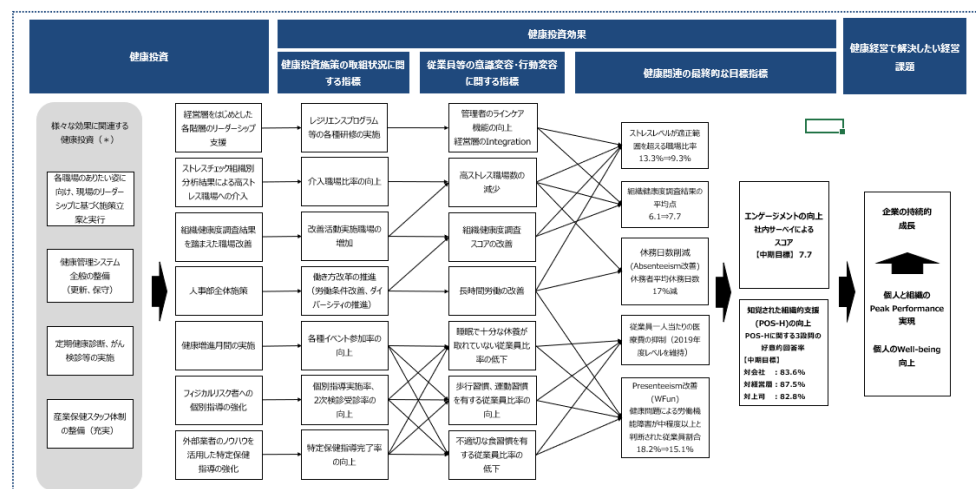 健康投資
健康投資効果
健康経営で解決したい経営
課題
健康投資施策の取組状況に関
する指標
従業員等の意識変容・行動変容
に関する指標
健康関連の最終的な目標指標
様々な効果に関連する
健康投資(*)
各職場のありたい姿に
向け、現場のリーダー
シップに基づく施策立
案と実行
健康管理システム
全般の整備
(更新、保守)
定期健康診断、がん
検診等の実施
産業保健スタッフ体制
の整備(充実)
経営層をはじめとした
各階層のリーダーシップ
支援
ストレスチェック組織別
分析結果による高スト
レス職場への介入
組織健康度調査結果
を踏まえた職場改善
人事部全体施策
健康増進月間の実施
フィジカルリスク者への
個別指導の強化
外部業者のノウハウを
活用した特定保健
指導の強化
レジリエンスプログラム
等の各種研修の実施
介入職場比率の向上
改善活動実施職場の
増加
働き方改革の推進
(労働条件改善、ダイ
バーシティの推進)
各種イベント参加率の
向上
個別指導実施率、
2次検診受診率の
向上
特定保健指導完了率
の向上
管理者のラインケア
機能の向上
経営層のIntegration
高ストレス職場数の
減少
組織健康度調査
スコアの改善
長時間労働の改善
睡眠で十分な休養が
取れていない従業員比
率の低下
歩行習慣、運動習慣
を有する従業員比率の
向上
不適切な食習慣を有
する従業員比率の
低下
ストレスレベルが適正範
囲を超える職場比率
13.3%⇒9.3%
組織健康度調査結果の
平均点
6.1⇒7.7
休務日数削減
(Absenteeism改善)
休務者平均休務日数
17%減
従業員一人当たりの医
療費の抑制(2019年
度レベルを維持)
Presenteeism改善
(WFun)
健康問題による労働機
能障害が中程度以上と
判断された従業員割合
18.2%⇒15.1%
エンゲージメントの向上
社内サーベイによる
スコア
【中期目標】7.7
知覚された組織的支援
(POS-H)の向上
POS-Hに関する3設問の
好意的回答率
【中期目標】
対会社 :83.6%
対経営層:87.5%
対上司 :82.8%
企業の持続的
成長
個人と組織の
Peak Performance
実現
個人のWell-being
向上